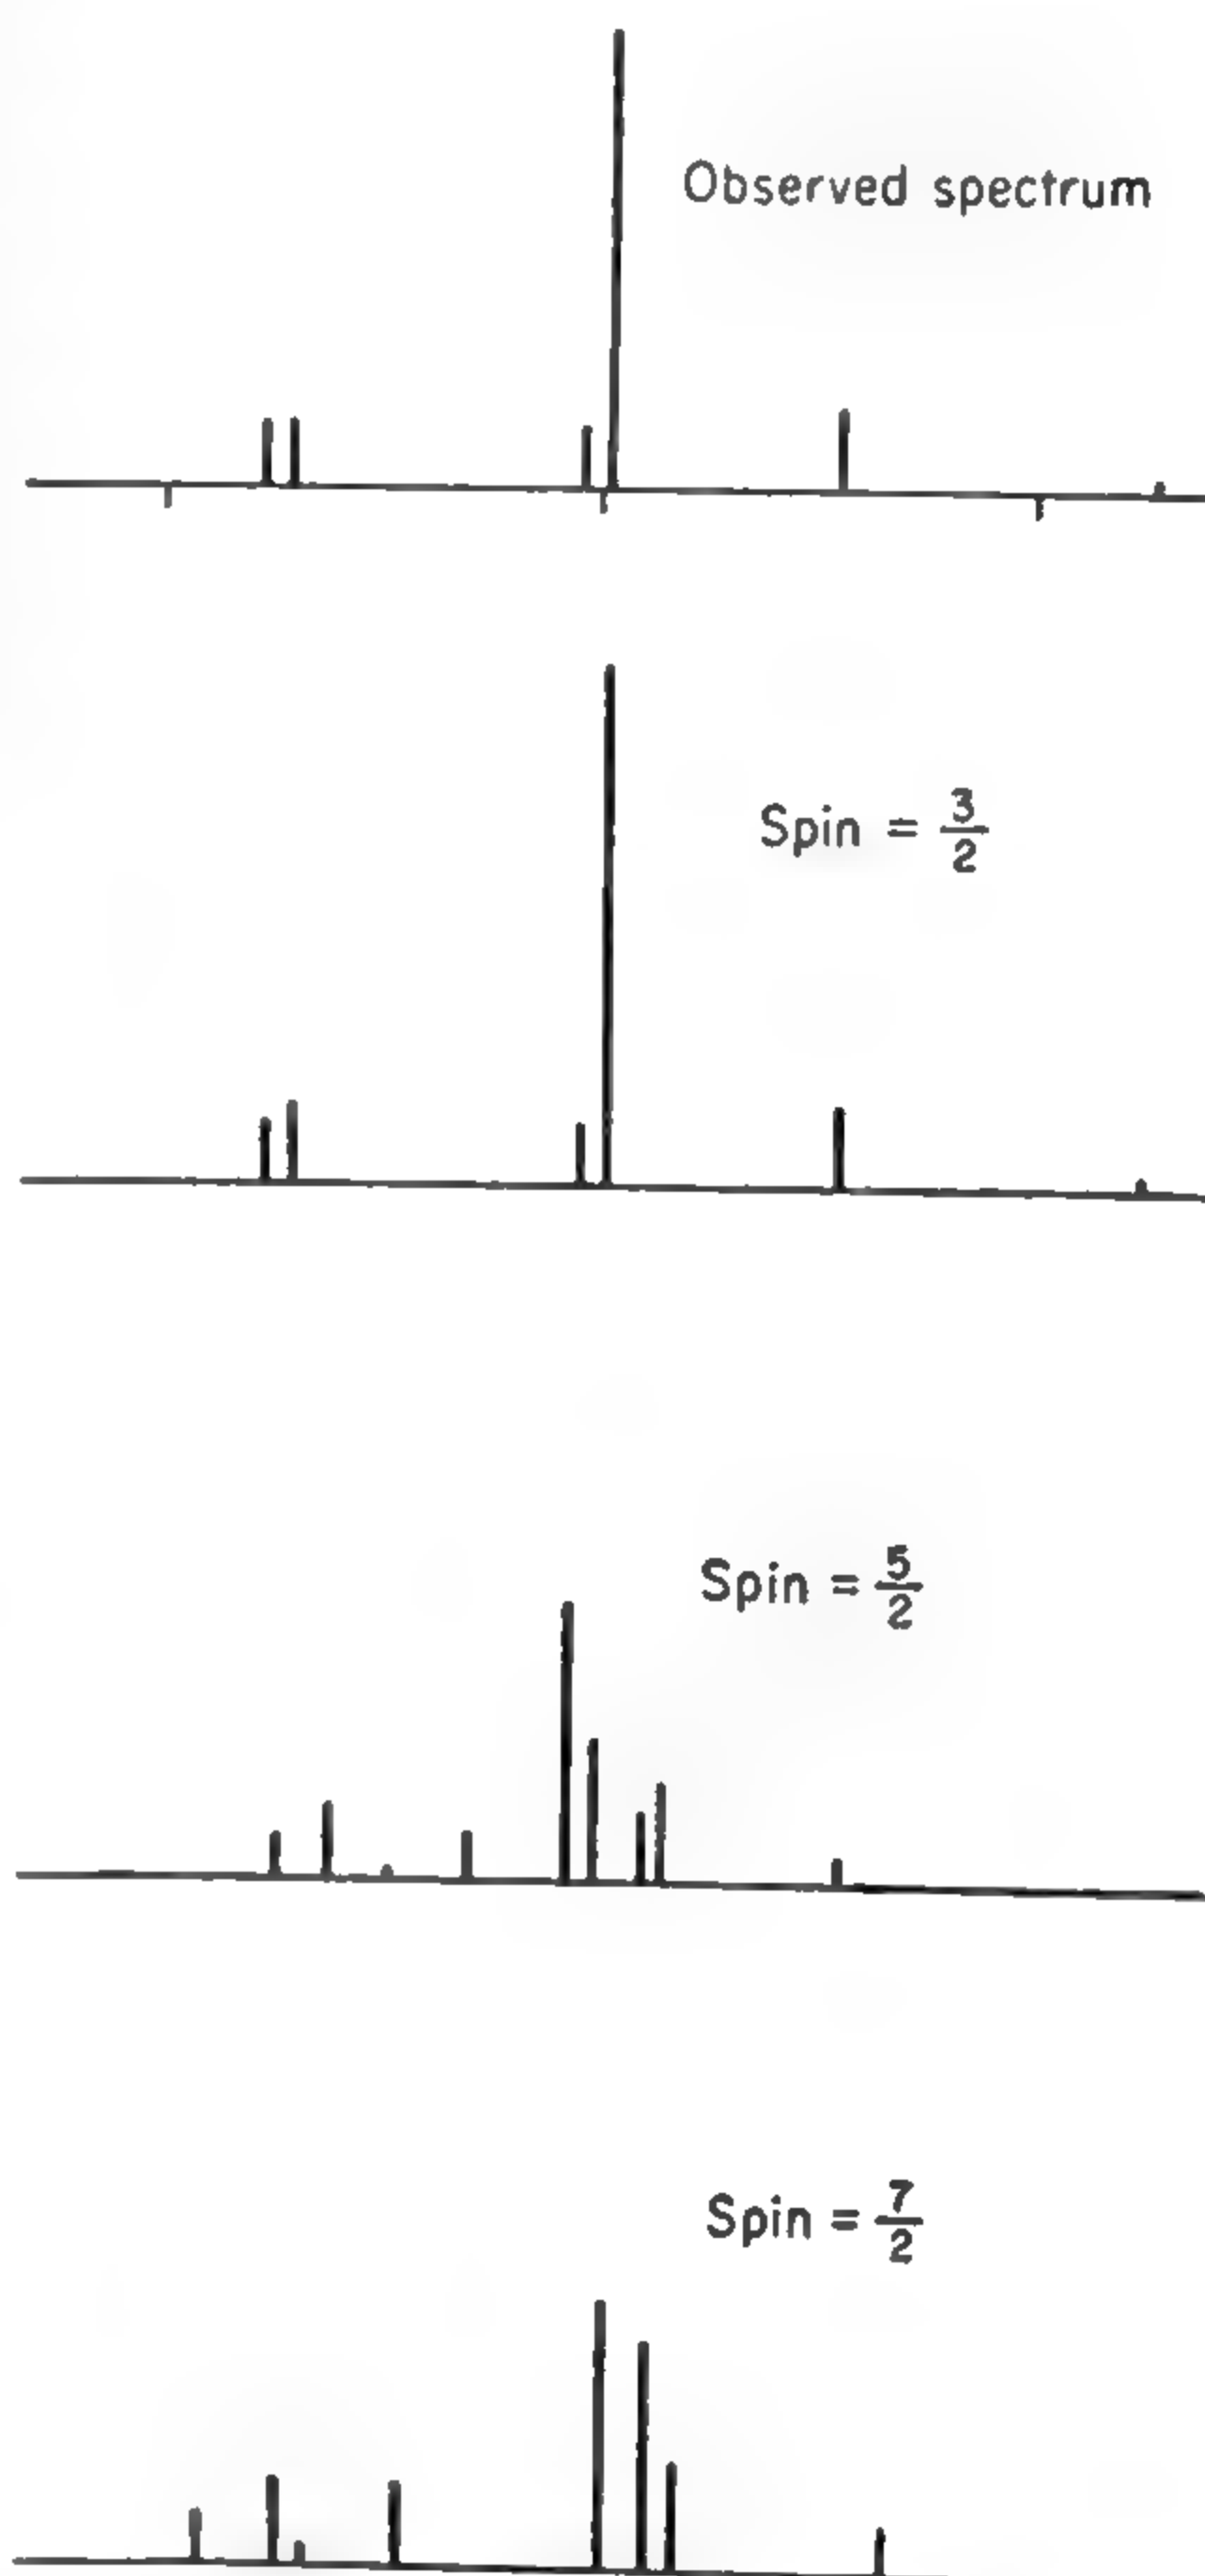 Observed spectrum
Spin = 3/2
Spin = 5/2
Spin = 7/2